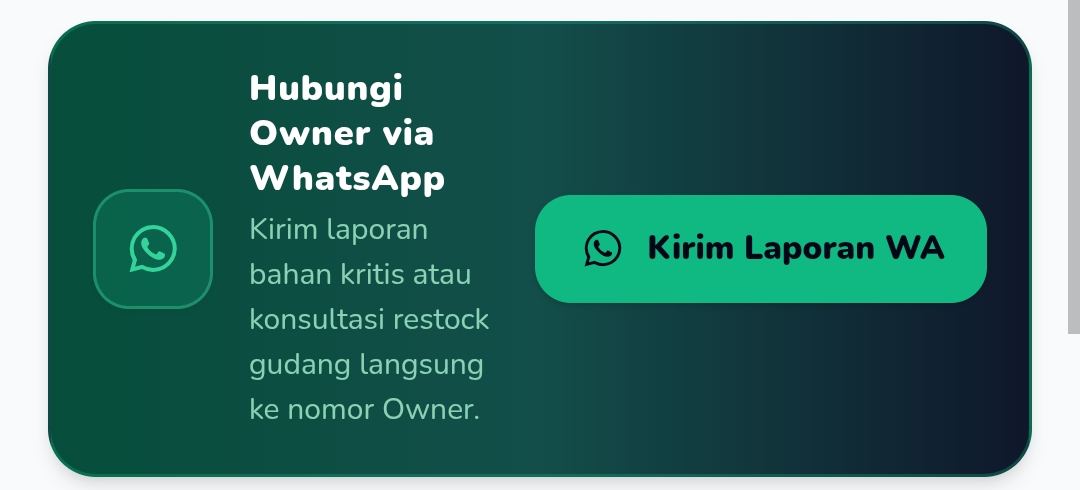 Hubungi
Owner via
WhatsApp
Kirim laporan
bahan kritis atau
konsultasi restock
gudang langsung
ke nomor Owner.
Kirim Laporan WA